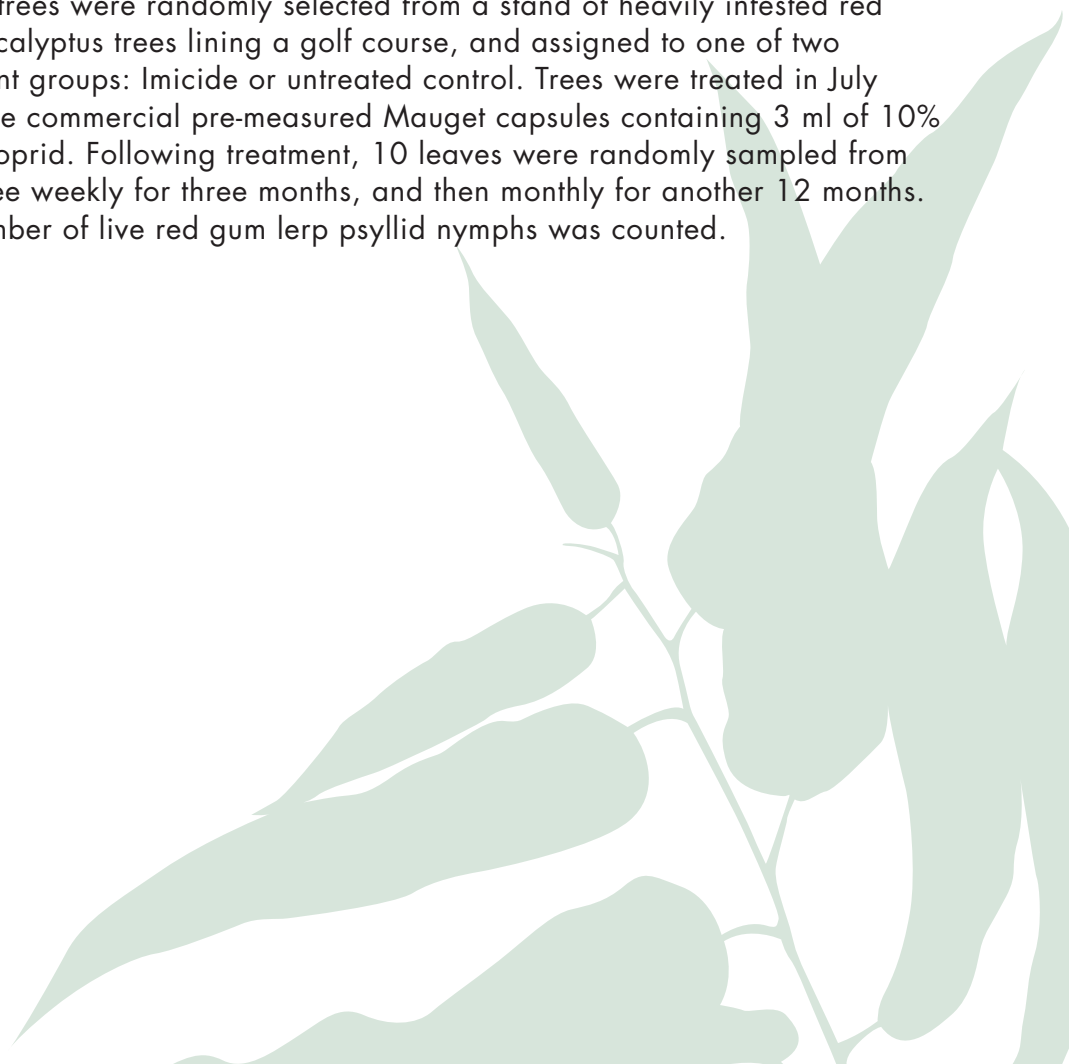 trees were randomly selected from a stand of heavily infested red
calyptus trees lining a golf course, and assigned to one of two
nt groups: Imicide or untreated control. Trees were treated in July
e commercial pre-measured Mauget capsules containing 3 ml of 10%
oprid. Following treatment, 10 leaves were randomly sampled from
ee weekly for three months, and then monthly for another 12 months.
nber of live red gum lerp psyllid nymphs was counted.